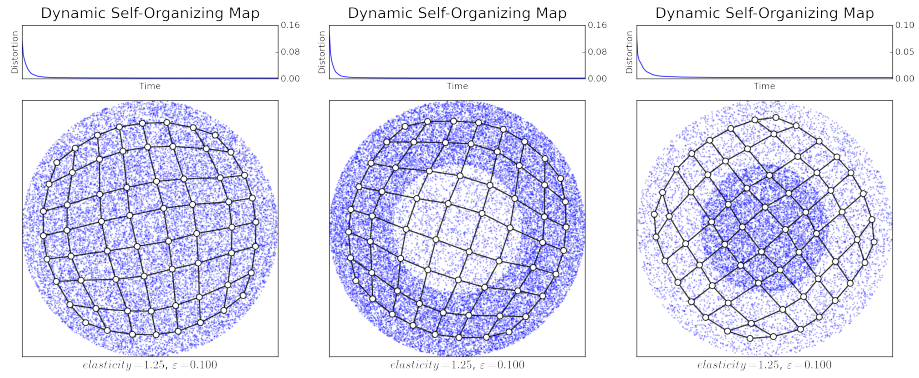 Dynamic Self-Organizing Map
Distortion
0.16
0.08
0.00
Time
elasticity=1.25, ε=0.100
Dynamic Self-Organizing Map
Distortion
0.16
0.08
0.00
Time
elasticity=1.25, ε=0.100
Dynamic Self-Organizing Map
Distortion
0.10
0.05
0.00
Time
elasticity=1.25, ε=0.100